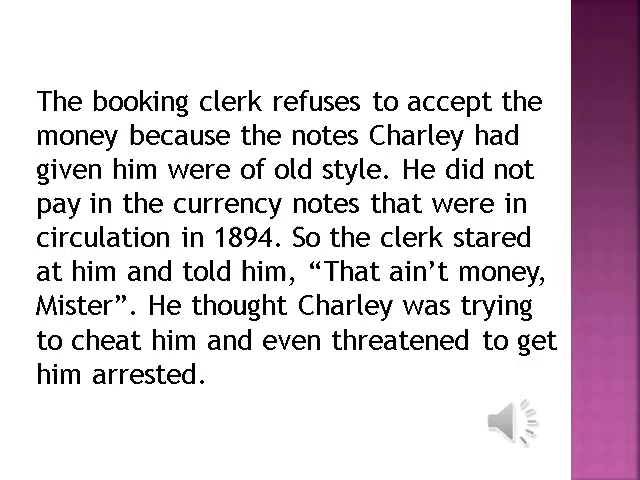 The booking clerk refuses to accept the
money because the notes Charley had
given him were of old style. He did not
pay in the currency notes that were in
circulation in 1894. So the clerk stared
at him and told him, “That ain’t money,
Mister”. He thought Charley was trying
to cheat him and even threatened to get
him arrested.